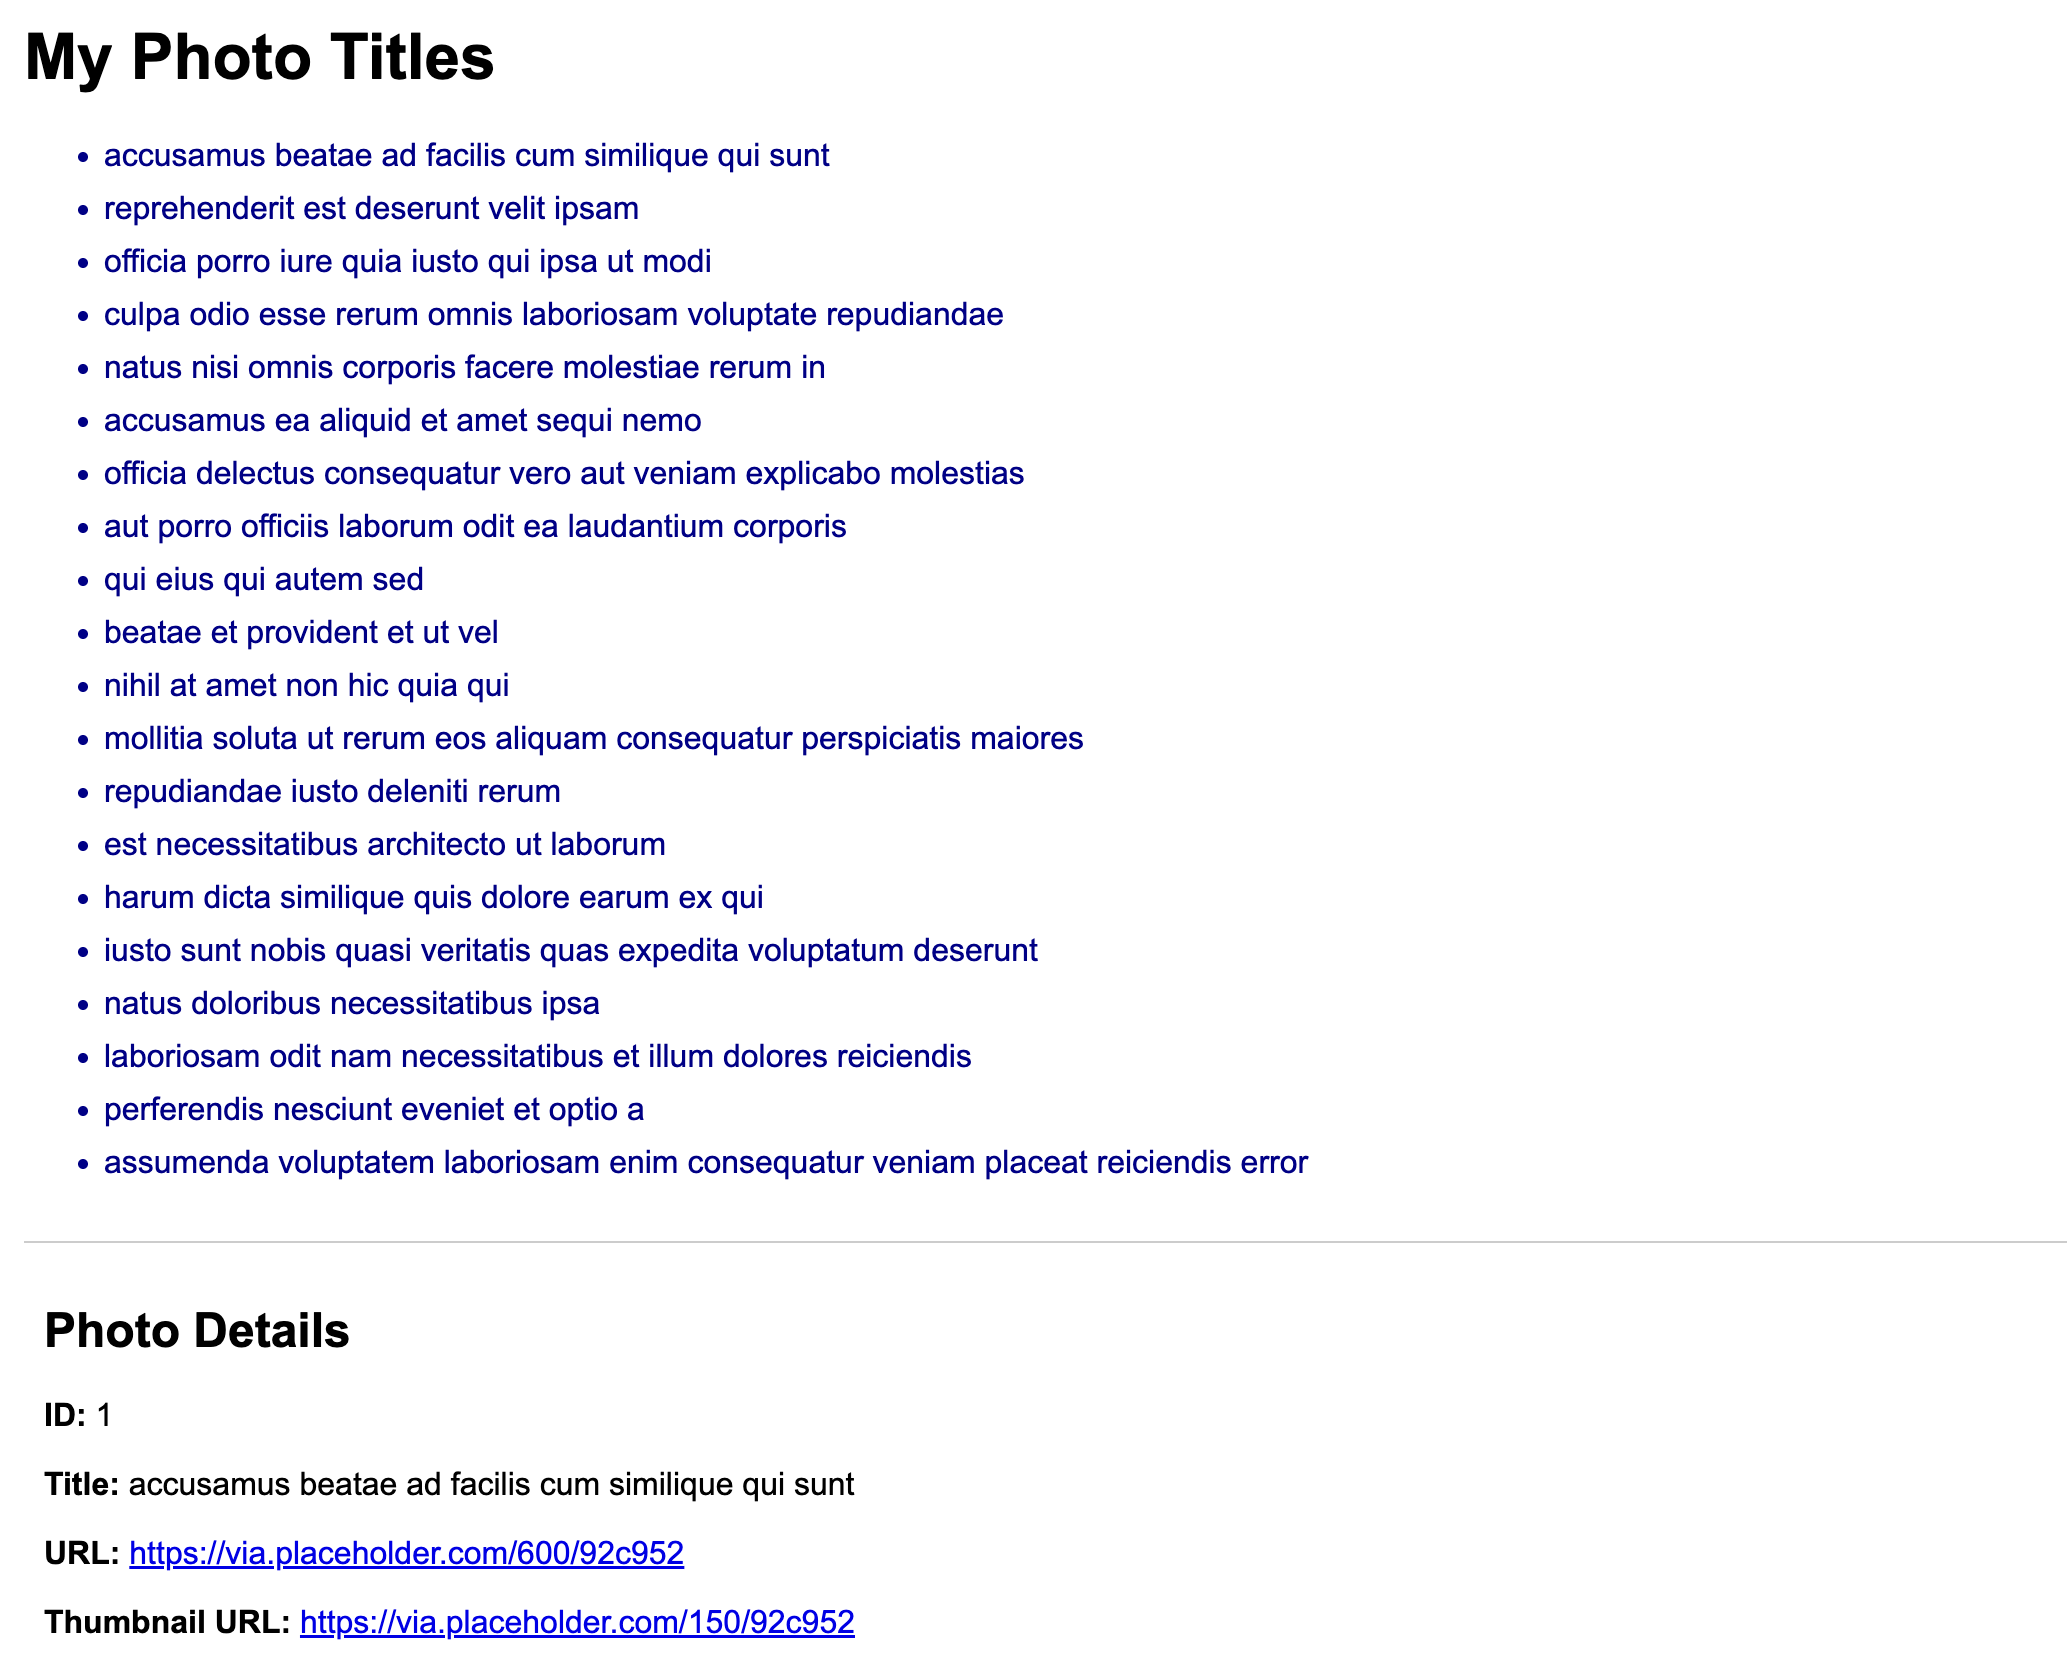 My Photo Titles
• accusamus beatae ad facilis cum similique qui sunt
• reprehenderit est deserunt velit ipsam
• officia porro iure quia iusto qui ipsa ut modi
• culpa odio esse rerum omnis laboriosam voluptate repudiandae
• natus nisi omnis corporis facere molestiae rerum in
• accusamus ea aliquid et amet sequi nemo
• officia delectus consequatur vero aut veniam explicabo molestias
• aut porro officiis laborum odit ea laudantium corporis
• qui eius qui autem sed
• beatae et provident et ut vel
• nihil at amet non hic quia qui
• mollitia soluta ut rerum eos aliquam consequatur perspiciatis maiores
• repudiandae iusto deleniti rerum
• est necessitatibus architecto ut laborum
• harum dicta similique quis dolore earum ex qui
• iusto sunt nobis quasi veritatis quas expedita voluptatum deserunt
• natus doloribus necessitatibus ipsa
• laboriosam odit nam necessitatibus et illum dolores reiciendis
• perferendis nesciunt eveniet et optio a
• assumenda voluptatem laboriosam enim consequatur veniam placeat reiciendis error
Photo Details
ID: 1
Title: accusamus beatae ad facilis cum similique qui sunt
URL: https://via.placeholder.com/600/92c952
Thumbnail URL: https://via.placeholder.com/150/92c952